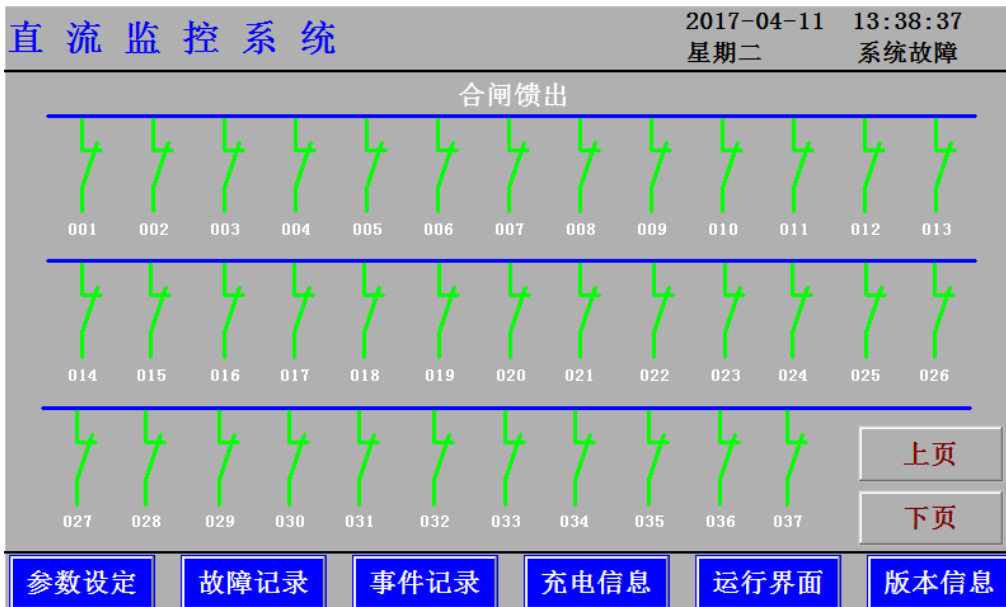 直流监控系统
2017-04-11 13:38:37
星期二 系统故障
合闸馈出
001 002 003 004 005 006 007 008 009 010 011 012 013
014 015 016 017 018 019 020 021 022 023 024 025 026
027 028 029 030 031 032 033 034 035 036 037
上页
下页
参数设定 故障记录 事件记录 充电信息 运行界面 版本信息